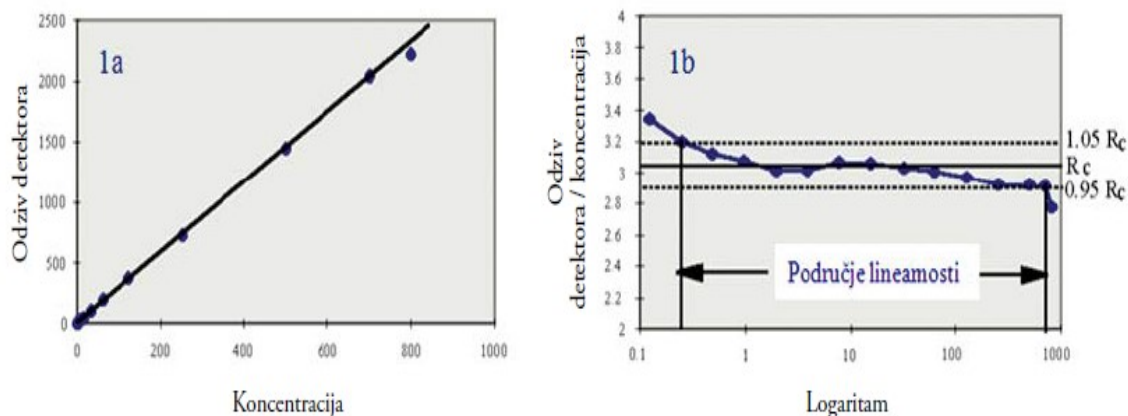 2500
2000
1500
1000
500
0
1a
Odziv detektora
0
200
400
600
800
1000
Koncentracija
4
3.8
3.6
3.4
3.2
3
2.8
2.6
2.4
2.2
2
1b
Odziv
detektora / koncentracija
1.05 Rc
Rc
0.95 Rc
Područje linearnosti
0.1
1
10
100
1000
Logaritam